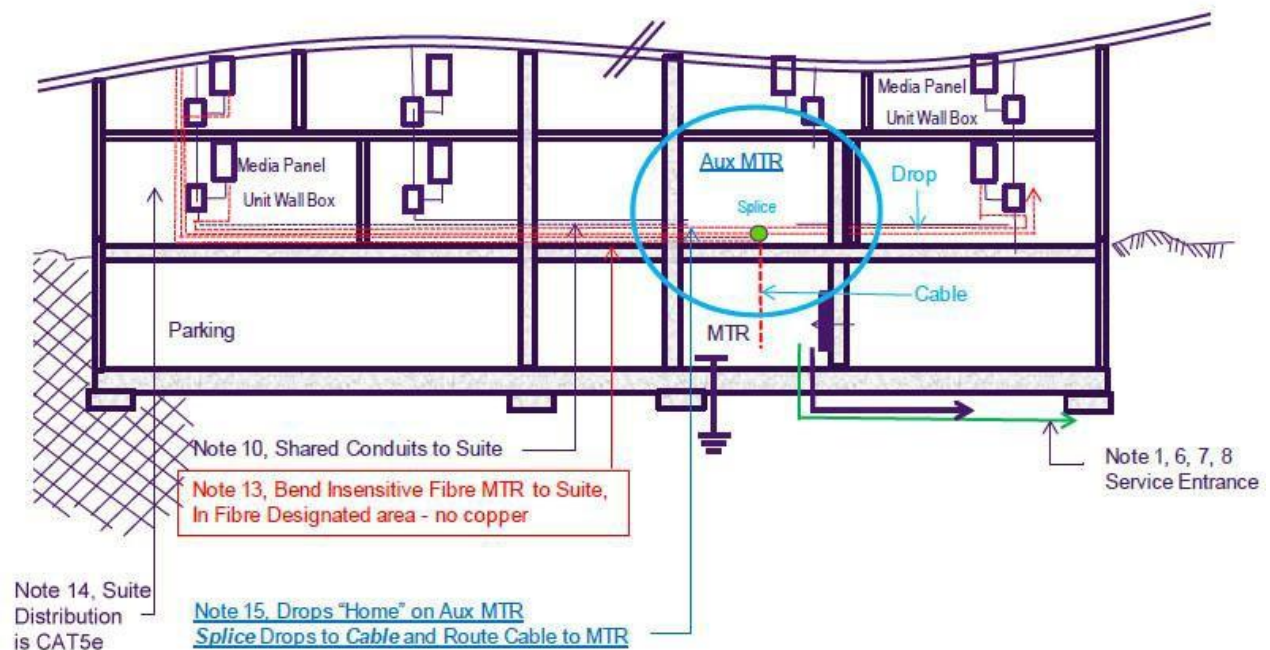 Media Panel
Unit Wall Box
Media Panel
Unit Wall Box
Aux MTR
Drop
Splice
Cable
Parking
MTR
Note 10, Shared Conduits to Suite
Note 1, 6, 7, 8
Service Entrance
Note 13, Bend Insensitive Fibre MTR to Suite,
In Fibre Designated area - no copper
Note 14, Suite
Distribution
is CAT5e
Note 15, Drops “Home” on Aux MTR
Splice Drops to Cable and Route Cable to MTR